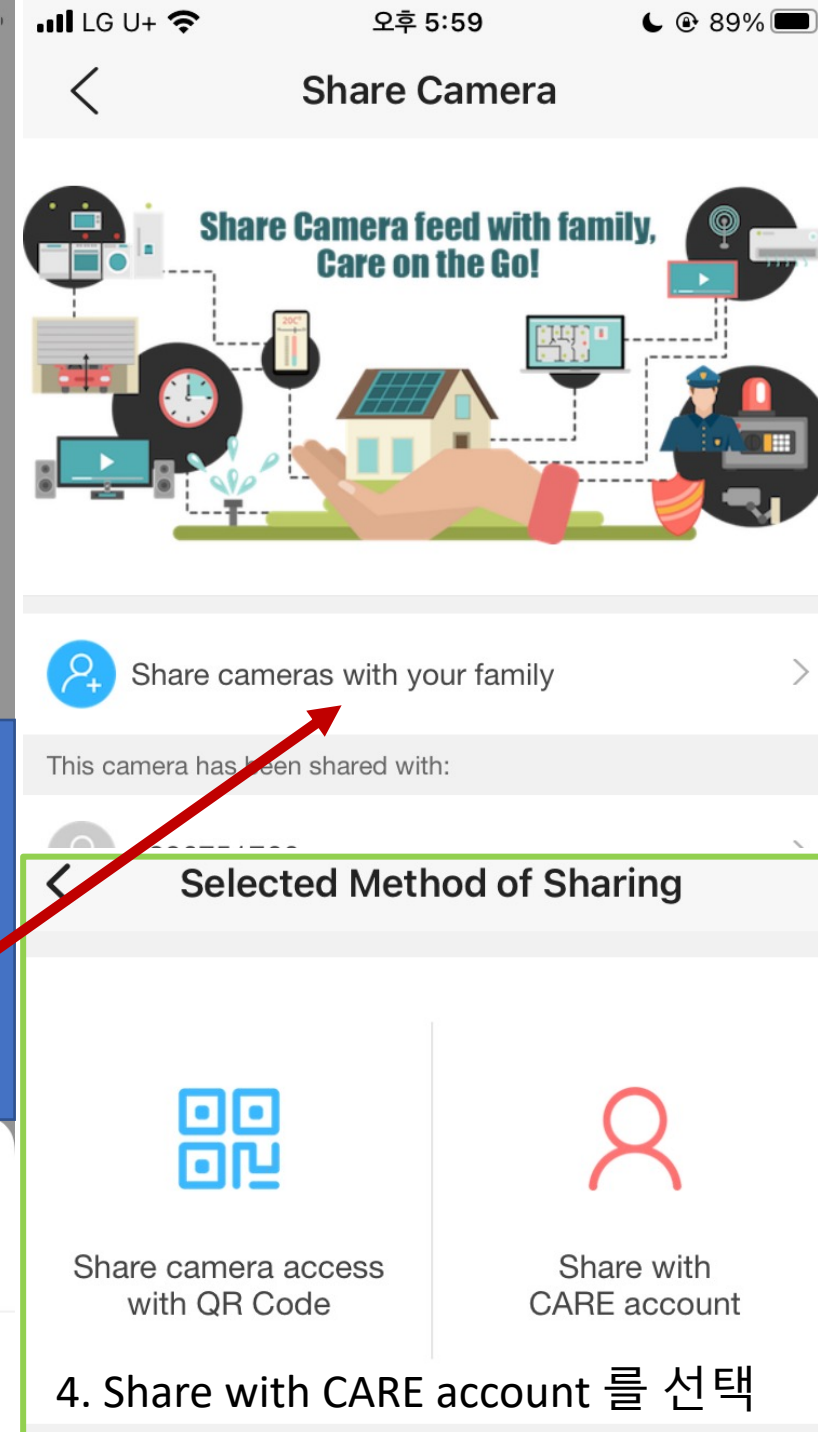 LG U+ 오후 5:59 89%
Share Camera
Share Camera feed with family,
Care on the Go!
20C°
Share cameras with your family
This camera has been shared with:
Selected Method of Sharing
Share camera access
with QR Code
Share with
CARE account
4. Share with CARE account 를 선택